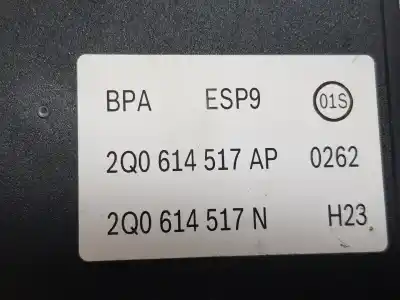 BPA ESP9 01S
2Q0 614 517 AP 0262
2Q0 614 517 N H23